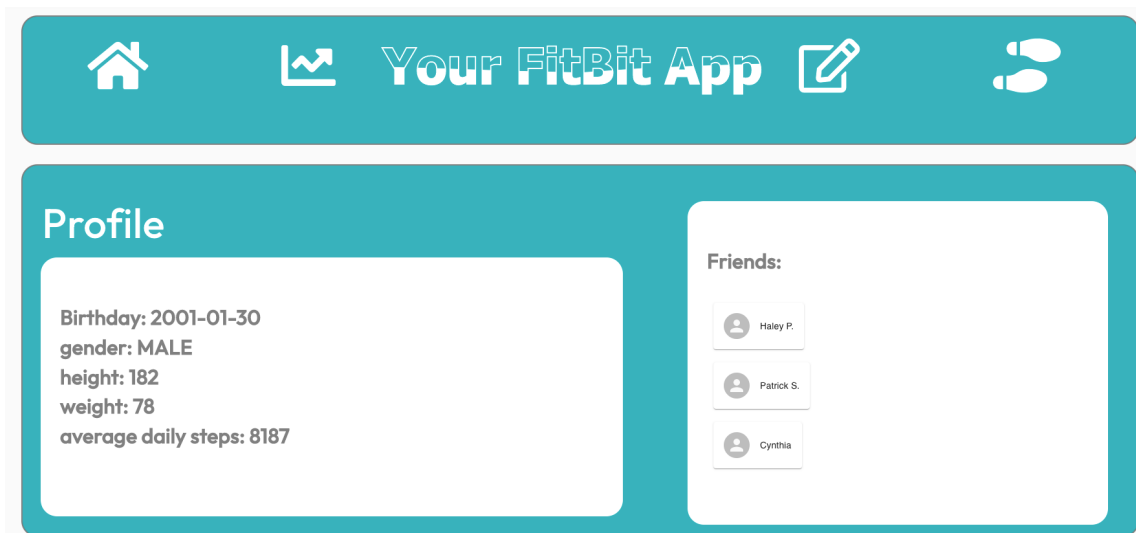 Your FitBit App
Profile
Birthday: 2001-01-30
gender: MALE
height: 182
weight: 78
average daily steps: 8187
Friends:
Haley P.
Patrick S.
Cynthia